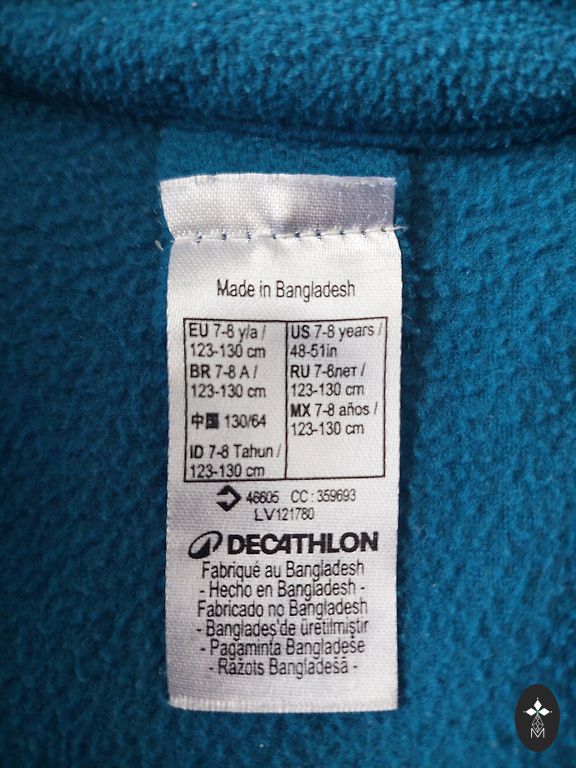 Made in Bangladesh
EU 7-8 y/a /
123-130 cm
BR 7-8 A /
123-130 cm
中国 130/64
ID 7-8 Tahun /
123-130 cm
US 7-8 years /
48-51in
RU 7-8лет /
123-130 cm
MX 7-8 años /
123-130 cm
46605 CC : 359693
LV121780
DECATHLON
Fabriqué au Bangladesh
- Hecho en Bangladesh -
Fabricado no Bangladesh
- Bangladeş'de üretilmiştir
- Pagaminta Bangladeše
- Ražots Bangladešā -
M